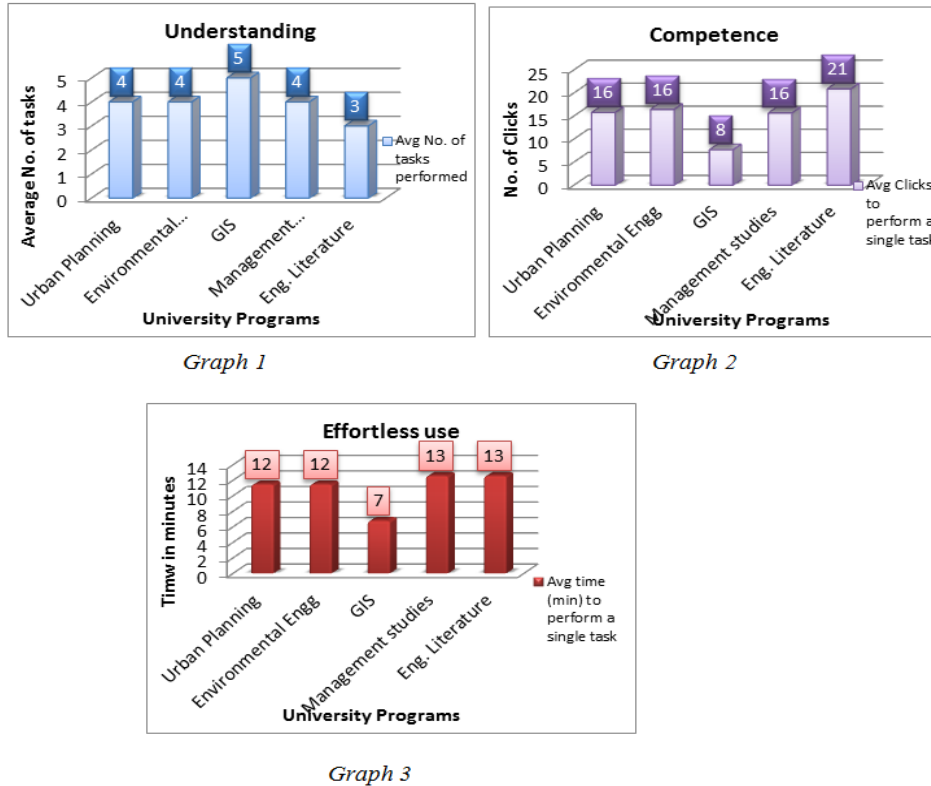 Understanding
Average No. of tasks
5
4
3
2
1
0
4
4
5
4
3
Urban Planning
Environmental...
GIS
Management...
Eng. Literature
Avg No. of
tasks
performed
University Programs
Graph 1
Competence
No. of Clicks
25
20
15
10
5
0
16
16
8
16
21
Urban Planning
Environmental Engg
GIS
Management studies
Eng. Literature
Avg Clicks
to
perform a
single task
University Programs
Graph 2
Effortless use
Timw in minutes
14
12
10
8
6
4
2
0
12
12
7
13
13
Urban Planning
Environmental Engg
GIS
Management studies
Eng. Literature
Avg time
(min) to
perform a
single task
University Programs
Graph 3